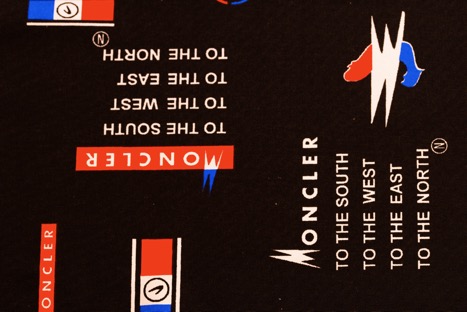 MONCLER
TO THE SOUTH
TO THE WEST
TO THE EAST
TO THE NORTH
N
MONCLER
TO THE SOUTH
TO THE WEST
TO THE EAST
TO THE NORTH
N
MONCLER